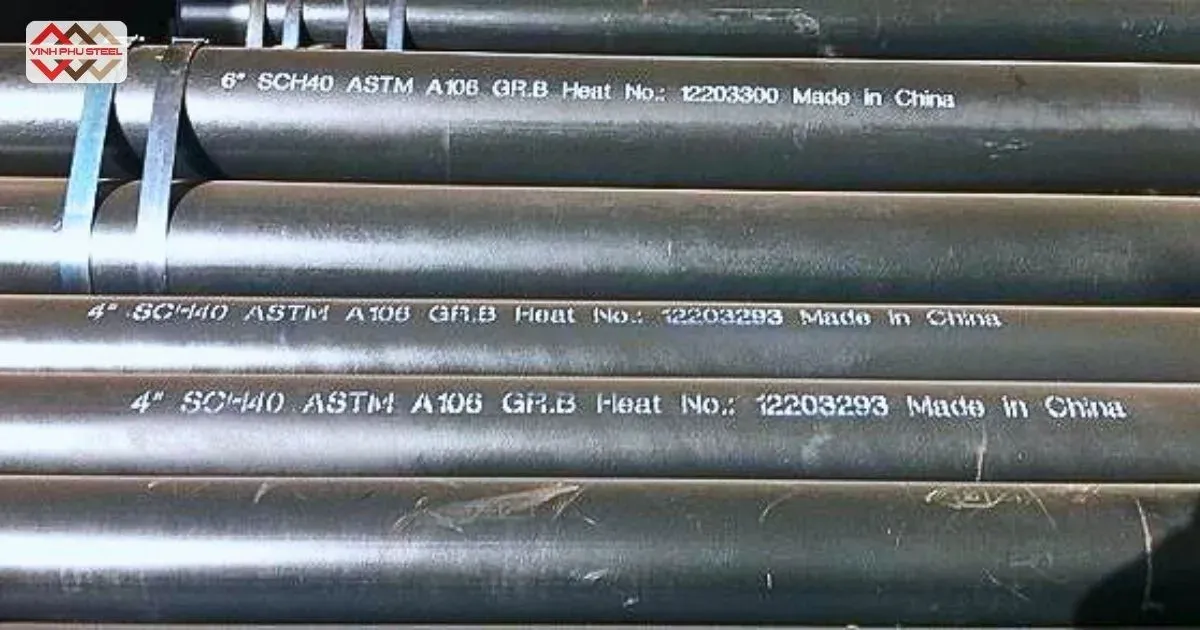 VINH PHU STEEL
6" SCH40 ASTM A106 GR.B Heat No.: 12203300 Made in China
4" SCH40 ASTM A106 GR.B Heat No.: 12203293 Made in China
4" SCH40 ASTM A106 GR.B Heat No.: 12203293 Made in China